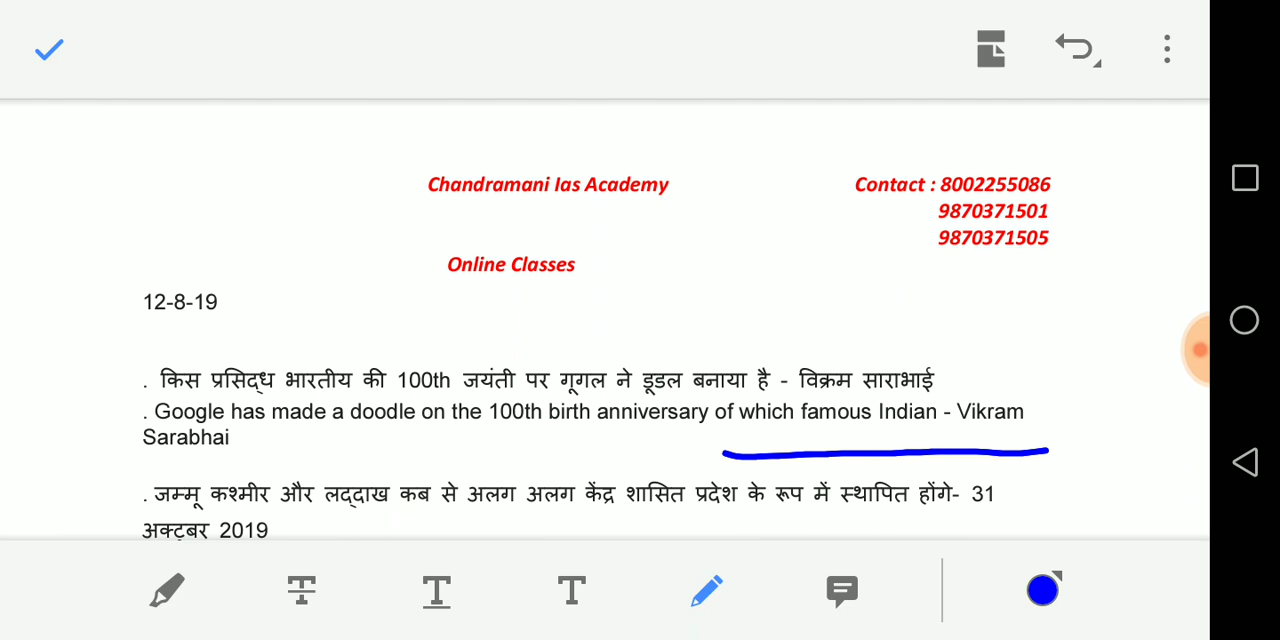 Chandramani Ias Academy Contact : 8002255086
9870371501
9870371505
Online Classes
12-8-19
. किस प्रसिद्ध भारतीय की 100th जयंती पर गूगल ने डूडल बनाया है - विक्रम साराभाई
. Google has made a doodle on the 100th birth anniversary of which famous Indian - Vikram
Sarabhai
. जम्मू कश्मीर और लद्दाख कब से अलग अलग केंद्र शासित प्रदेश के रूप में स्थापित होंगे- 31
अक्टूबर 2019